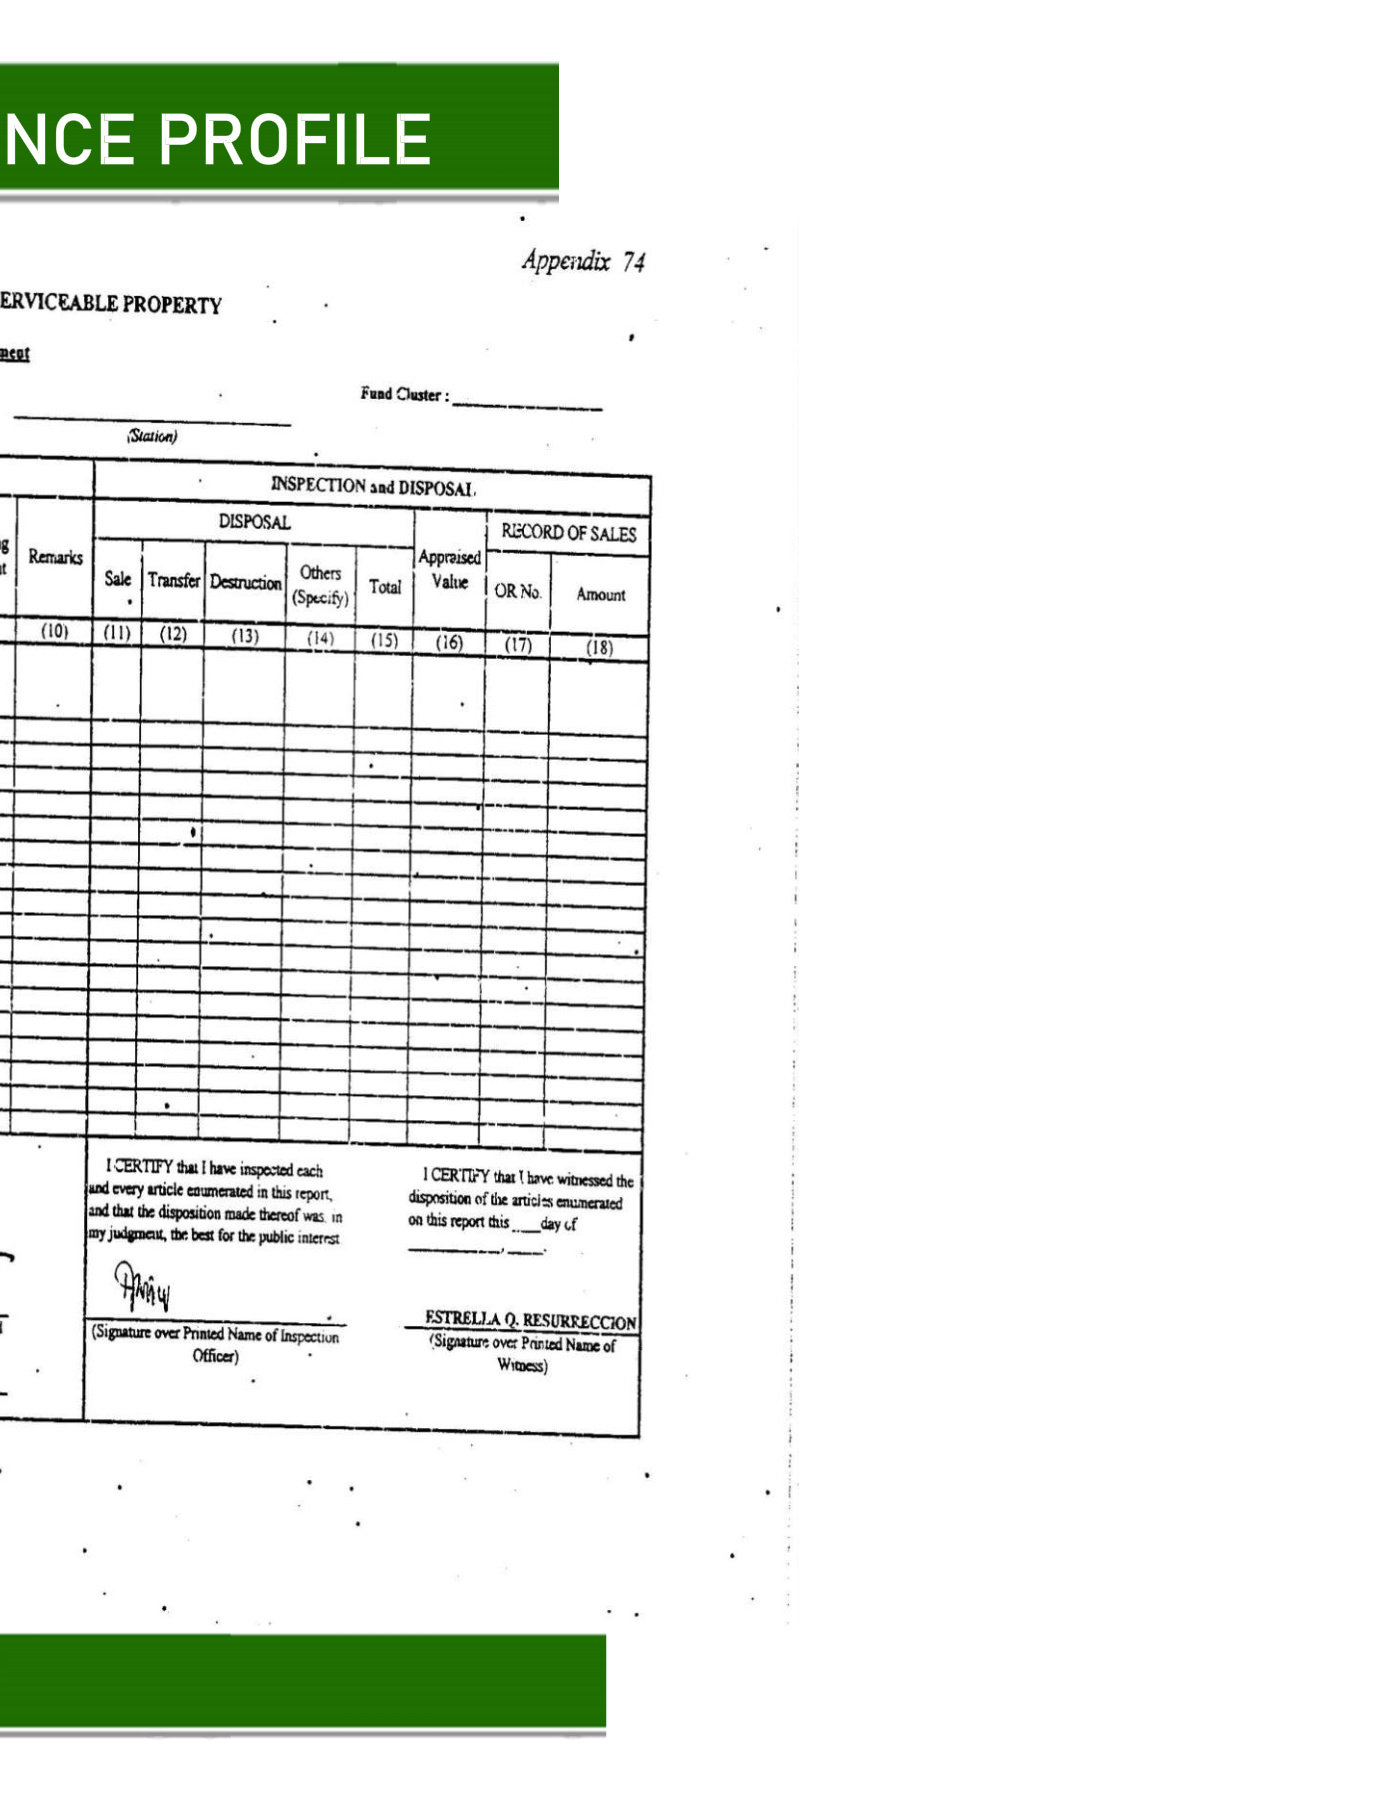 NCE PROFILE
Appendix 74
ERVICEABLE PROPERTY
ment
Fund Cluster :
(Station)
INSPECTION and DISPOSAL
DISPOSAL
RECORD OF SALES
g
t
Remarks
Sale
Transfer
Destruction
Others
(Specify)
Total
Appraised
Value
OR No.
Amount
(10) (11) (12) (13) (14) (15) (16) (17) (18)
I CERTIFY that I have inspected each
and every article enumerated in this report,
and that the disposition made thereof was, in
my judgment, the best for the public interest
(Signature over Printed Name of Inspection
Officer)
I CERTIFY that I have witnessed the
disposition of the articles enumerated
on this report this ____day of
__________, ____.
ESTRELLA Q. RESURRECCION
(Signature over Printed Name of
Witness)